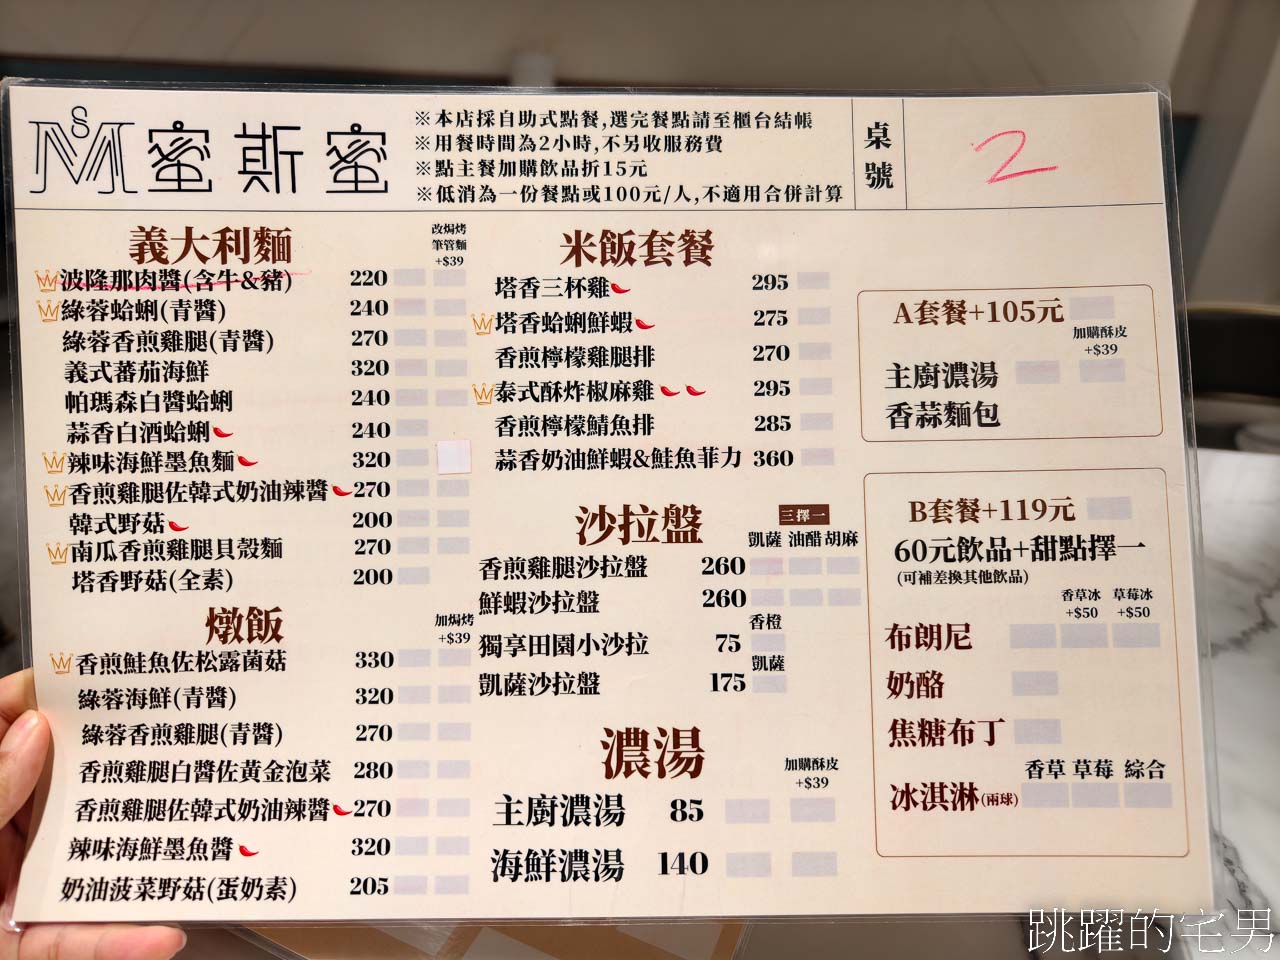 MS 蜜斯蜜
※本店採自助式點餐,選完餐點請至櫃台結帳
※用餐時間為2小時,不另收服務費
※點主餐加購飲品折15元
※低消為一份餐點或100元/人,不適用合併計算
桌號
2
義大利麵
改焗烤
筆管麵
+$39
波隆那肉醬(含牛&豬) 220
綠蓉蛤蜊(青醬) 240
綠蓉香煎雞腿(青醬) 270
義式蕃茄海鮮 320
帕瑪森白醬蛤蜊 240
蒜香白酒蛤蜊 240
辣味海鮮墨魚麵 320
香煎雞腿佐韓式奶油辣醬 270
韓式野菇 200
南瓜香煎雞腿貝殼麵 270
塔香野菇(全素) 200
燉飯
加焗烤
+$39
香煎鮭魚佐松露菌菇 330
綠蓉海鮮(青醬) 320
綠蓉香煎雞腿(青醬) 270
香煎雞腿白醬佐黃金泡菜 280
香煎雞腿佐韓式奶油辣醬 270
辣味海鮮墨魚醬 320
奶油菠菜野菇(蛋奶素) 205
米飯套餐
塔香三杯雞 295
塔香蛤蜊鮮蝦 275
香煎檸檬雞腿排 270
泰式酥炸椒麻雞 295
香煎檸檬鯖魚排 285
蒜香奶油鮮蝦&鮭魚菲力 360
沙拉盤
三擇一
凱薩 油醋 胡麻
香煎雞腿沙拉盤 260
鮮蝦沙拉盤 260
香橙
獨享田園小沙拉 75
凱薩
凱薩沙拉盤 175
濃湯
加購酥皮
+$39
主廚濃湯 85
海鮮濃湯 140
A套餐+105元
加購酥皮
+$39
主廚濃湯
香蒜麵包
B套餐+119元
60元飲品+甜點擇一
(可補差換其他飲品)
香草冰 草莓冰
+$50 +$50
布朗尼
奶酪
焦糖布丁
香草 草莓 綜合
冰淇淋(兩球)
跳躍的宅男